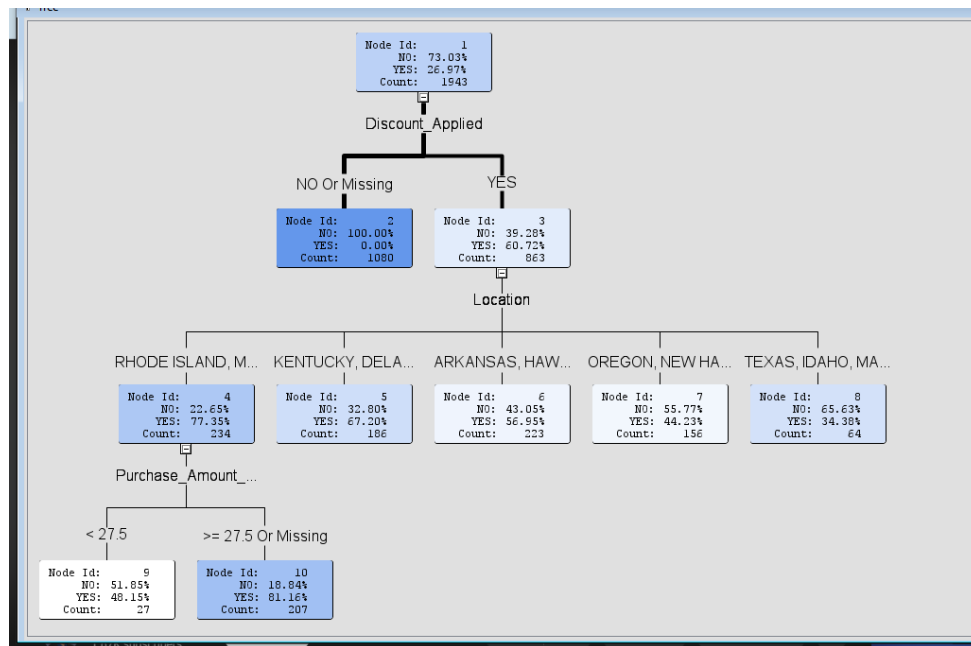 Tree
Node Id: 1
NO: 73.03%
YES: 26.97%
Count: 1943
Discount_Applied
NO Or Missing
YES
Node Id: 2
NO: 100.00%
YES: 0.00%
Count: 1080
Node Id: 3
NO: 39.28%
YES: 60.72%
Count: 863
Location
RHODE ISLAND, M...
KENTUCKY, DELA...
ARKANSAS, HAW...
OREGON, NEW HA...
TEXAS, IDAHO, MA...
Node Id: 4
NO: 22.65%
YES: 77.35%
Count: 234
Node Id: 5
NO: 32.80%
YES: 67.20%
Count: 186
Node Id: 6
NO: 43.05%
YES: 56.95%
Count: 223
Node Id: 7
NO: 55.77%
YES: 44.23%
Count: 156
Node Id: 8
NO: 65.63%
YES: 34.38%
Count: 64
Purchase_Amount_...
< 27.5
>= 27.5 Or Missing
Node Id: 9
NO: 51.85%
YES: 48.15%
Count: 27
Node Id: 10
NO: 18.84%
YES: 81.16%
Count: 207